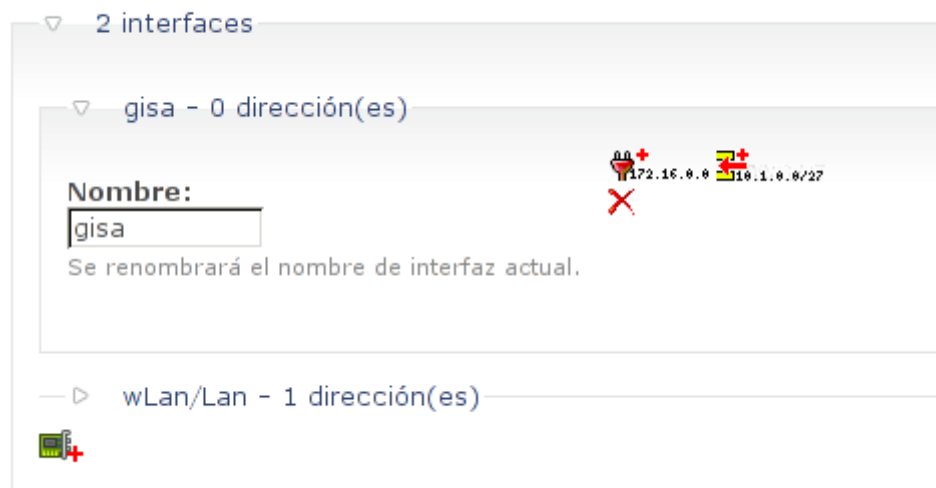 2 interfaces
gisa - 0 dirección(es)
172.16.0.0 10.1.0.0/27
Nombre:
gisa
Se renombrará el nombre de interfaz actual.
wLan/Lan - 1 dirección(es)